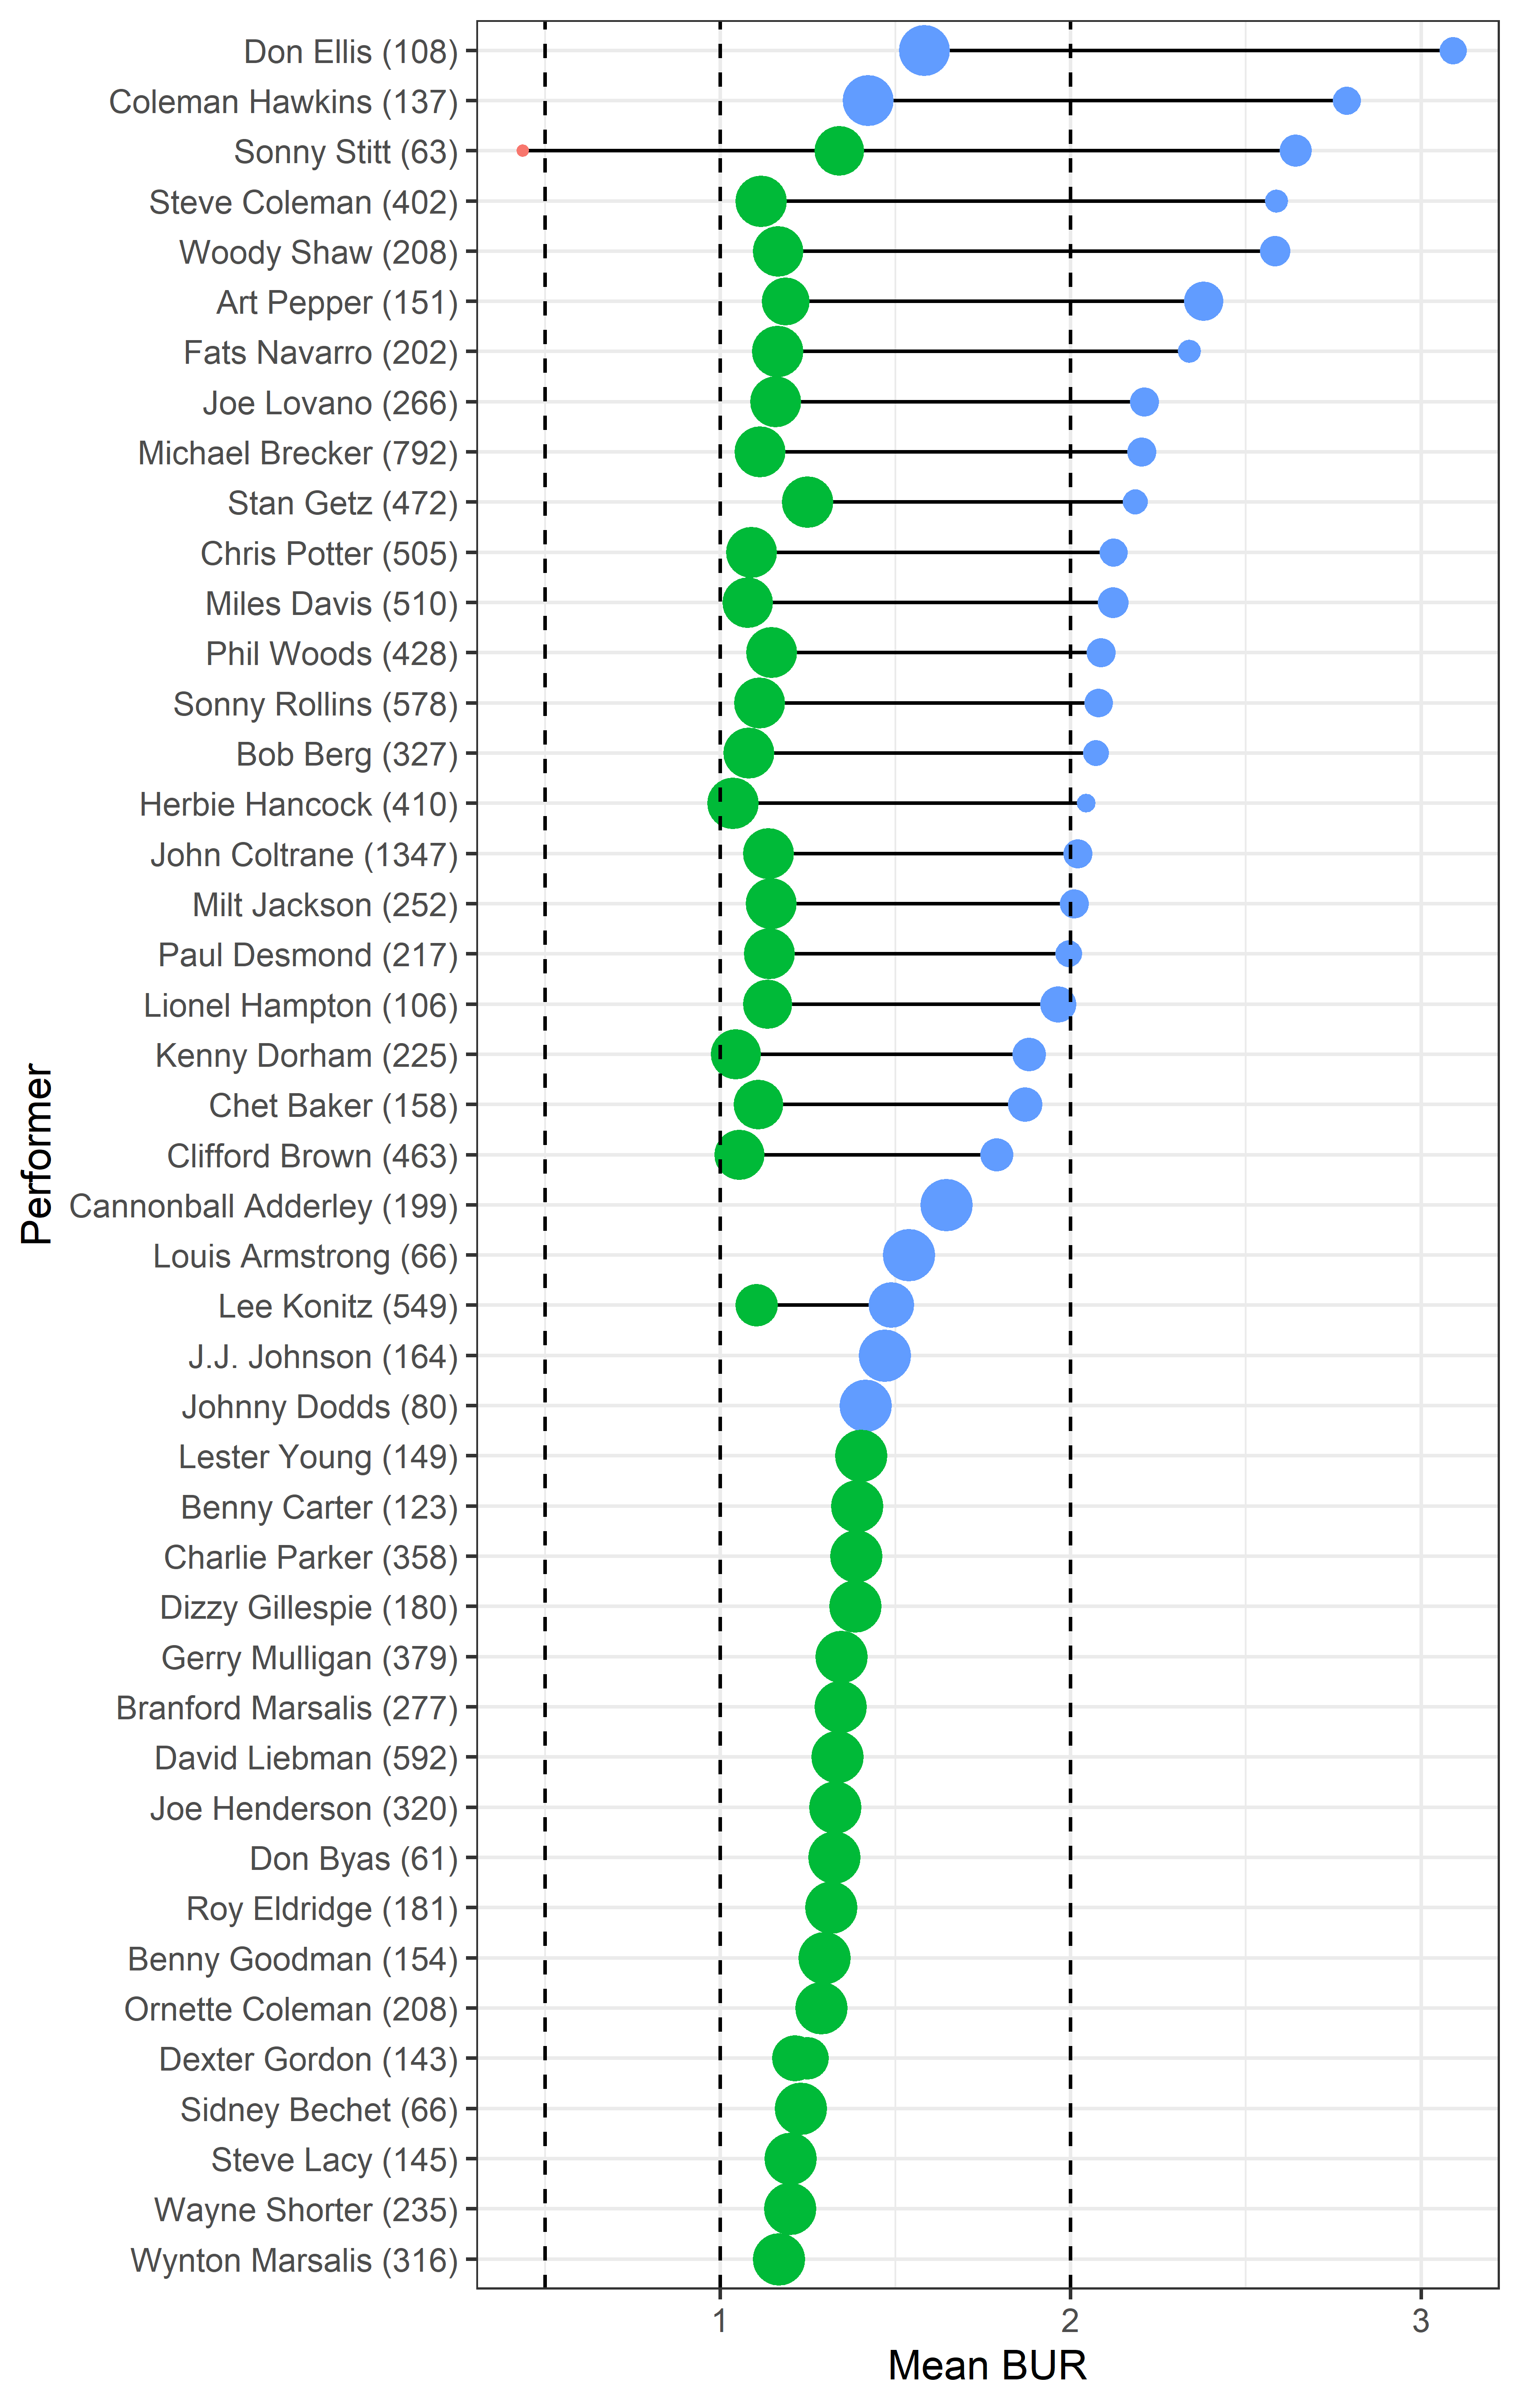 Don Ellis (108)
Coleman Hawkins (137)
Sonny Stitt (63)
Steve Coleman (402)
Woody Shaw (208)
Art Pepper (151)
Fats Navarro (202)
Joe Lovano (266)
Michael Brecker (792)
Stan Getz (472)
Chris Potter (505)
Miles Davis (510)
Phil Woods (428)
Sonny Rollins (578)
Bob Berg (327)
Herbie Hancock (410)
John Coltrane (1347)
Milt Jackson (252)
Paul Desmond (217)
Lionel Hampton (106)
Kenny Dorham (225)
Chet Baker (158)
Clifford Brown (463)
Cannonball Adderley (199)
Louis Armstrong (66)
Lee Konitz (549)
J.J. Johnson (164)
Johnny Dodds (80)
Lester Young (149)
Benny Carter (123)
Charlie Parker (358)
Dizzy Gillespie (180)
Gerry Mulligan (379)
Branford Marsalis (277)
David Liebman (592)
Joe Henderson (320)
Don Byas (61)
Roy Eldridge (181)
Benny Goodman (154)
Ornette Coleman (208)
Dexter Gordon (143)
Sidney Bechet (66)
Steve Lacy (145)
Wayne Shorter (235)
Wynton Marsalis (316)
Performer
1 2 3
Mean BUR